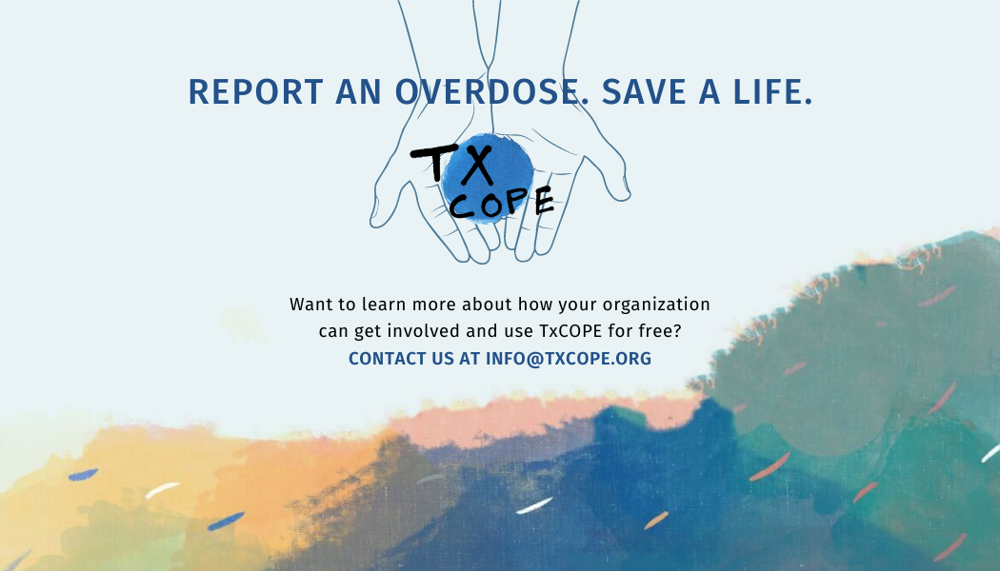 REPORT AN OVERDOSE. SAVE A LIFE.
TX
COPE
Want to learn more about how your organization
can get involved and use TxCOPE for free?
CONTACT US AT INFO@TXCOPE.ORG